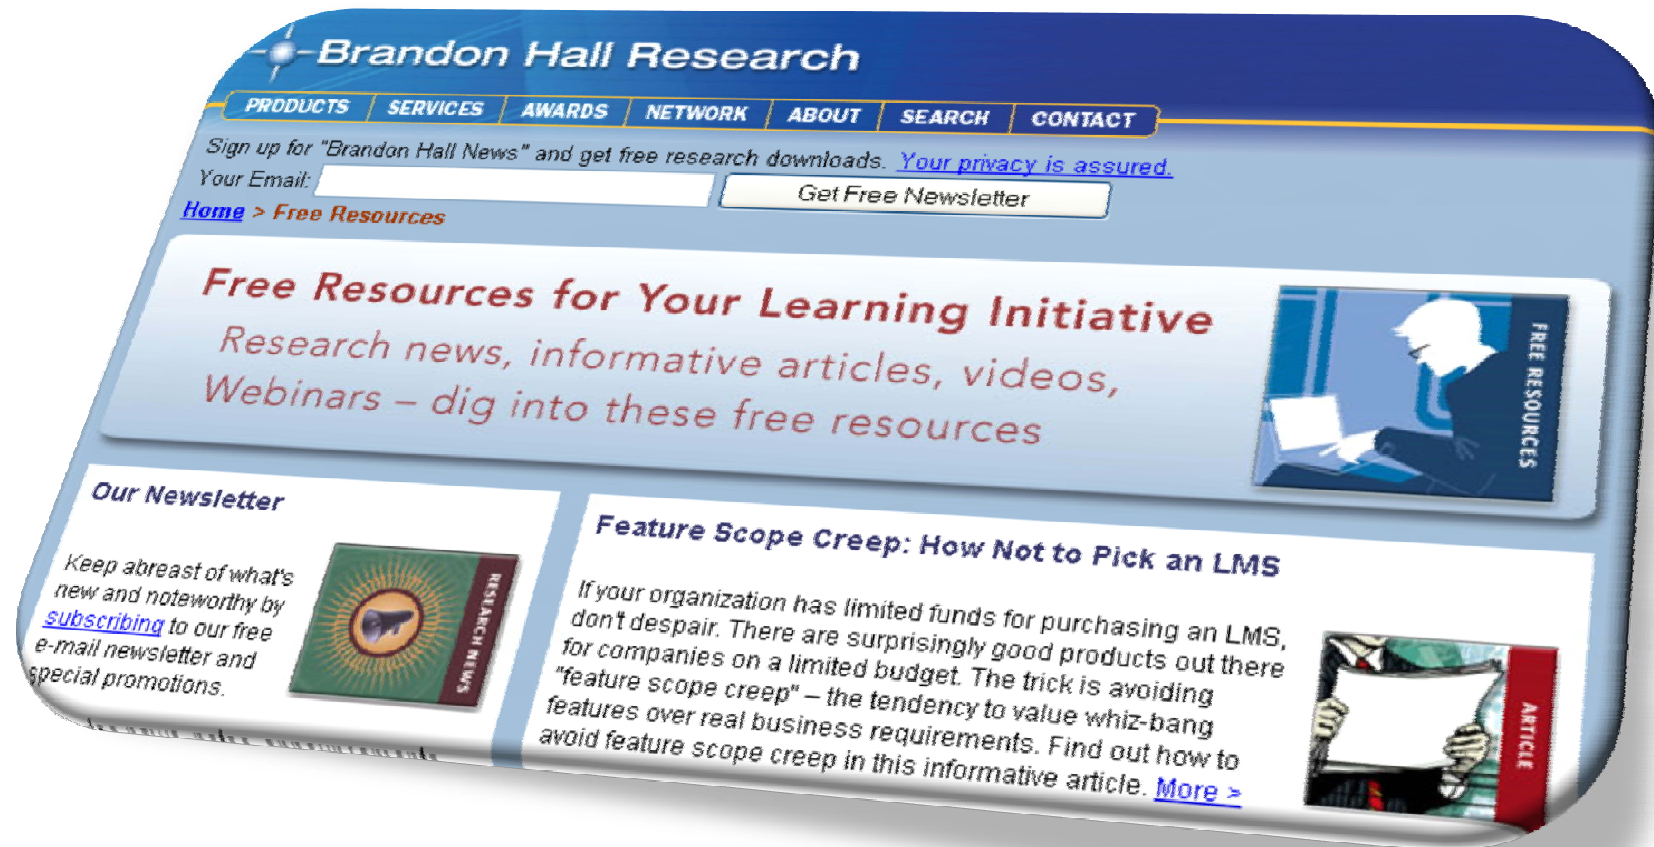 Brandon Hall Research
PRODUCTS SERVICES AWARDS NETWORK ABOUT SEARCH CONTACT
Sign up for "Brandon Hall News" and get free research downloads. Your privacy is assured.
Your Email: Get Free Newsletter
Home > Free Resources
Free Resources for Your Learning Initiative
Research news, informative articles, videos,
Webinars – dig into these free resources
FREE RESOURCES
Our Newsletter
Keep abreast of what's
new and noteworthy by
subscribing to our free
e-mail newsletter and
special promotions.
RESEARCH NEWS
Feature Scope Creep: How Not to Pick an LMS
If your organization has limited funds for purchasing an LMS,
don't despair. There are surprisingly good products out there
for companies on a limited budget. The trick is avoiding
"feature scope creep" – the tendency to value whiz-bang
features over real business requirements. Find out how to
avoid feature scope creep in this informative article. More >
ARTICLE